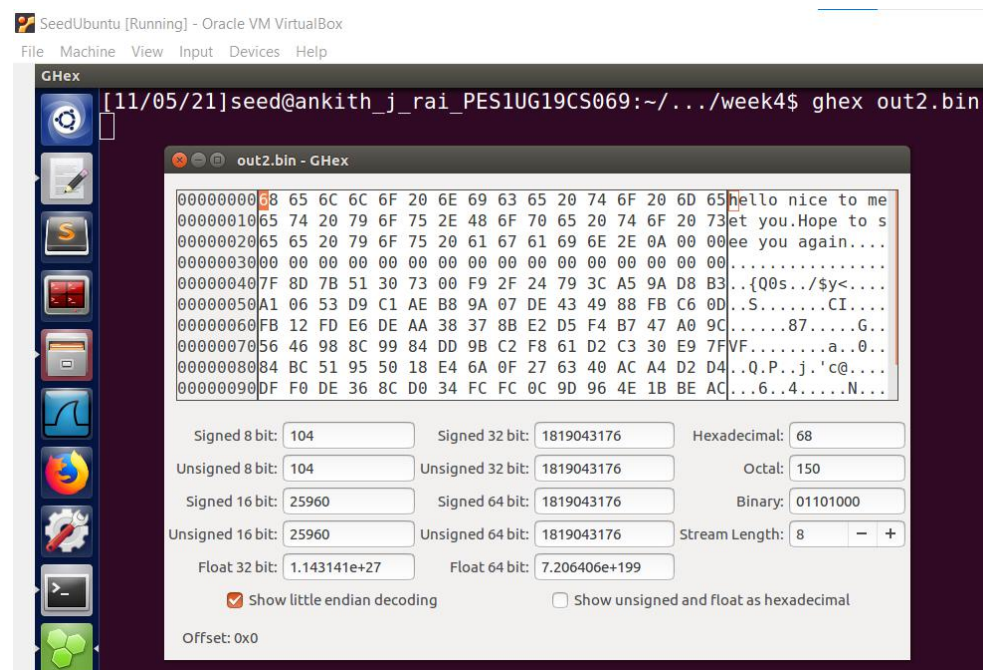 SeedUbuntu [Running] - Oracle VM VirtualBox
File Machine View Input Devices Help
GHex
[11/05/21]seed@ankith_j_rai_PES1UG19CS069:~/.../week4$ ghex out2.bin
out2.bin - GHex
00000000 68 65 6C 6C 6F 20 6E 69 63 65 20 74 6F 20 6D 65 hello nice to me
00000010 65 74 20 79 6F 75 2E 48 6F 70 65 20 74 6F 20 73 et you.Hope to s
00000020 65 65 20 79 6F 75 20 61 67 61 69 6E 2E 0A 00 00 ee you again....
00000030 00 00 00 00 00 00 00 00 00 00 00 00 00 00 00 00 ................
00000040 7F 8D 7B 51 30 73 00 F9 2F 24 79 3C A5 9A D8 B3 ..{Q0s../$y<....
00000050 A1 06 53 D9 C1 AE B8 9A 07 DE 43 49 88 FB C6 0D ..S.......CI....
00000060 FB 12 FD E6 DE AA 38 37 8B E2 D5 F4 B7 47 A0 9C ......87.....G..
00000070 56 46 98 8C 99 84 DD 9B C2 F8 61 D2 C3 30 E9 7F VF........a..0..
00000080 84 BC 51 95 50 18 E4 6A 0F 27 63 40 AC A4 D2 D4 ..Q.P..j.'c@....
00000090 DF F0 DE 36 8C D0 34 FC FC 0C 9D 96 4E 1B BE AC ...6..4.....N...
Signed 8 bit: 104 Signed 32 bit: 1819043176 Hexadecimal: 68
Unsigned 8 bit: 104 Unsigned 32 bit: 1819043176 Octal: 150
Signed 16 bit: 25960 Signed 64 bit: 1819043176 Binary: 01101000
Unsigned 16 bit: 25960 Unsigned 64 bit: 1819043176 Stream Length: 8 − +
Float 32 bit: 1.143141e+27 Float 64 bit: 7.206406e+199
Show little endian decoding Show unsigned and float as hexadecimal
Offset: 0x0